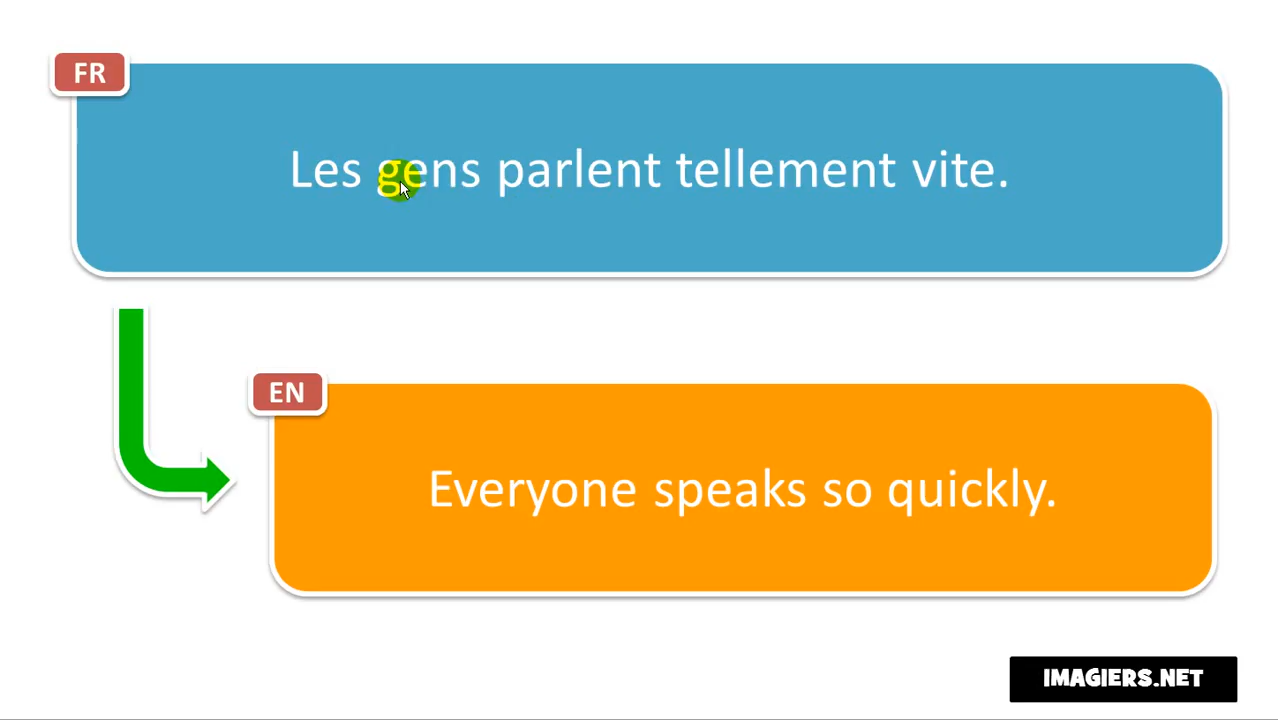 FR
Les gens parlent tellement vite.
EN
Everyone speaks so quickly.
IMAGIERS.NET